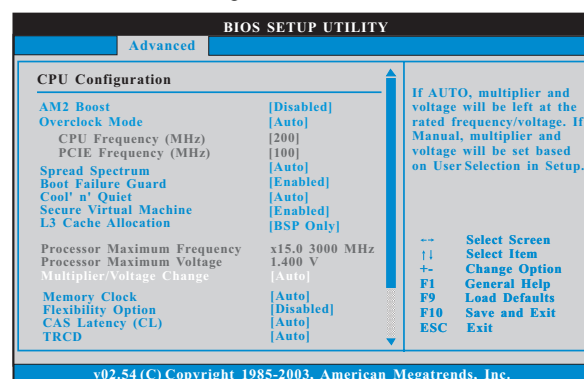 BIOS SETUP UTILITY
Advanced
CPU Configuration
AM2 Boost [Disabled]
Overclock Mode [Auto]
CPU Frequency (MHz) [200]
PCIE Frequency (MHz) [100]
Spread Spectrum [Auto]
Boot Failure Guard [Enabled]
Cool' n' Quiet [Auto]
Secure Virtual Machine [Enabled]
L3 Cache Allocation [BSP Only]
Processor Maximum Frequency x15.0 3000 MHz
Processor Maximum Voltage 1.400 V
Multiplier/Voltage Change [Auto]
Memory Clock [Auto]
Flexibility Option [Disabled]
CAS Latency (CL) [Auto]
TRCD [Auto]
If AUTO, multiplier and
voltage will be left at the
rated frequency/voltage. If
Manual, multiplier and
voltage will be set based
on User Selection in Setup.
←→ Select Screen
↑↓ Select Item
+- Change Option
F1 General Help
F9 Load Defaults
F10 Save and Exit
ESC Exit
v02.54 (C) Copyright 1985-2003, American Megatrends, Inc.